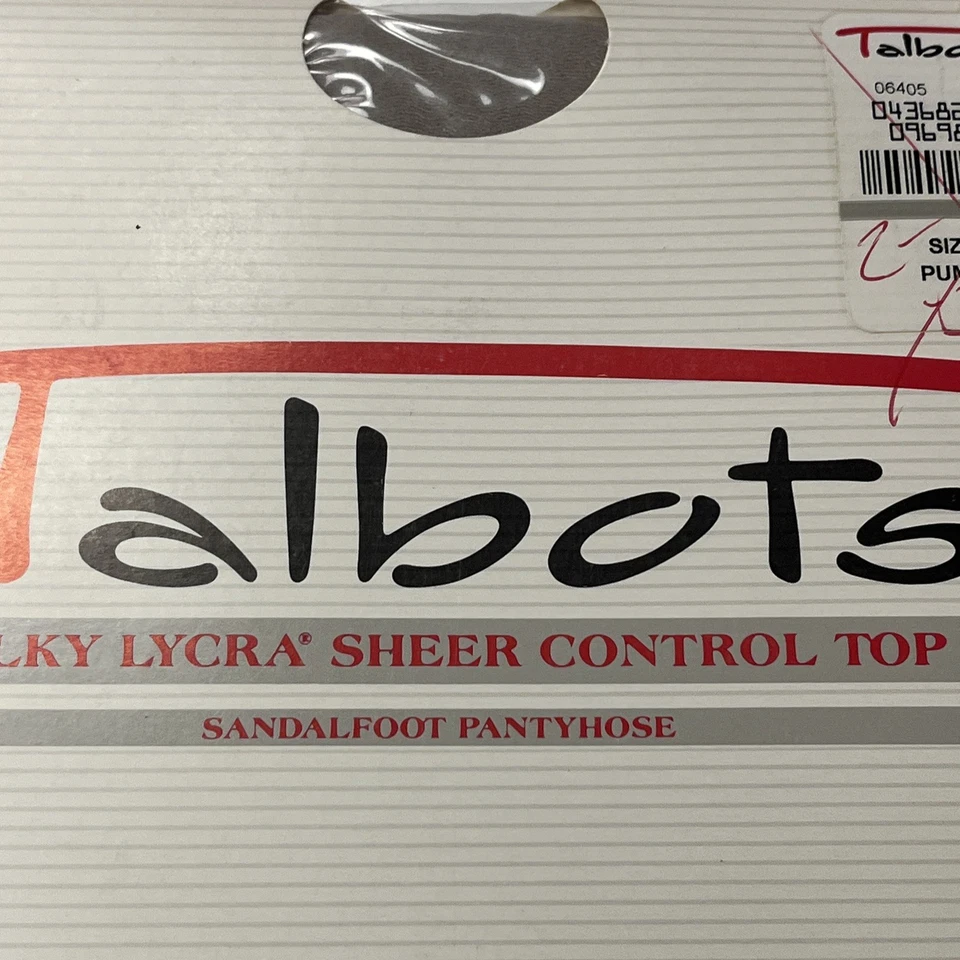 Talbo
06405
043682
09698
SIZ
PUM
Talbots
LKY LYCRA® SHEER CONTROL TOP
SANDALFOOT PANTYHOSE